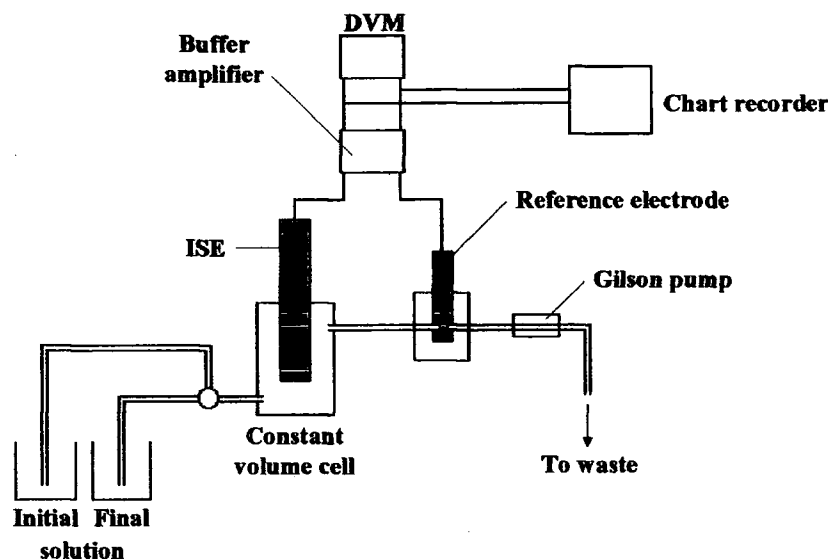 DVM
Buffer
amplifier
Chart recorder
Reference electrode
ISE
Gilson pump
Constant
volume cell
To waste
Initial Final
solution